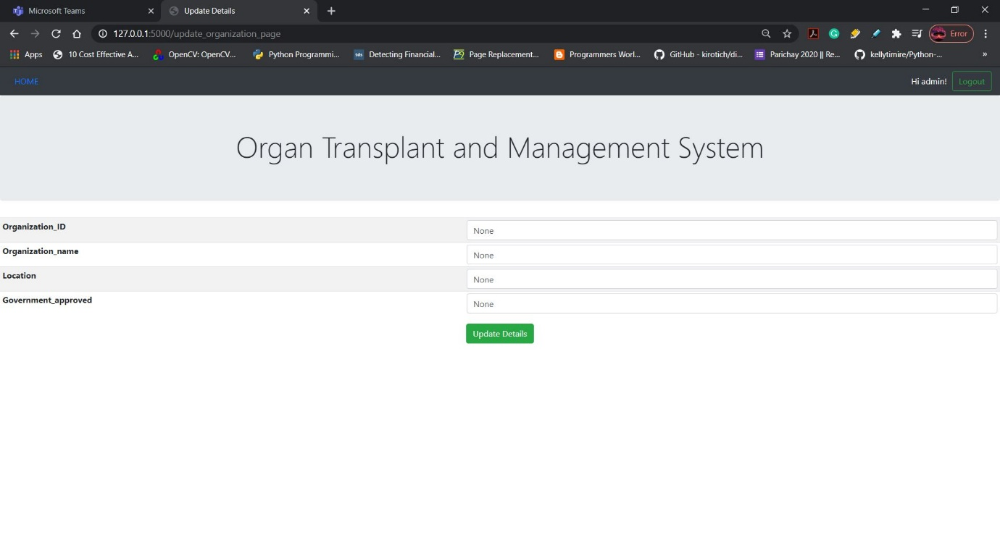 Microsoft Teams
Update Details
127.0.0.1:5000/update_organization_page
Error
Apps
10 Cost Effective A...
OpenCV: OpenCV...
Python Programmi...
tds
Detecting Financial...
Page Replacement...
Programmers Worl...
GitHub - kirotich/di...
Parichay 2020 || Re...
kellytimire/Python-...
»
HOME
Hi admin!
Logout
Organ Transplant and Management System
Organization_ID
None
Organization_name
None
Location
None
Government_approved
None
Update Details